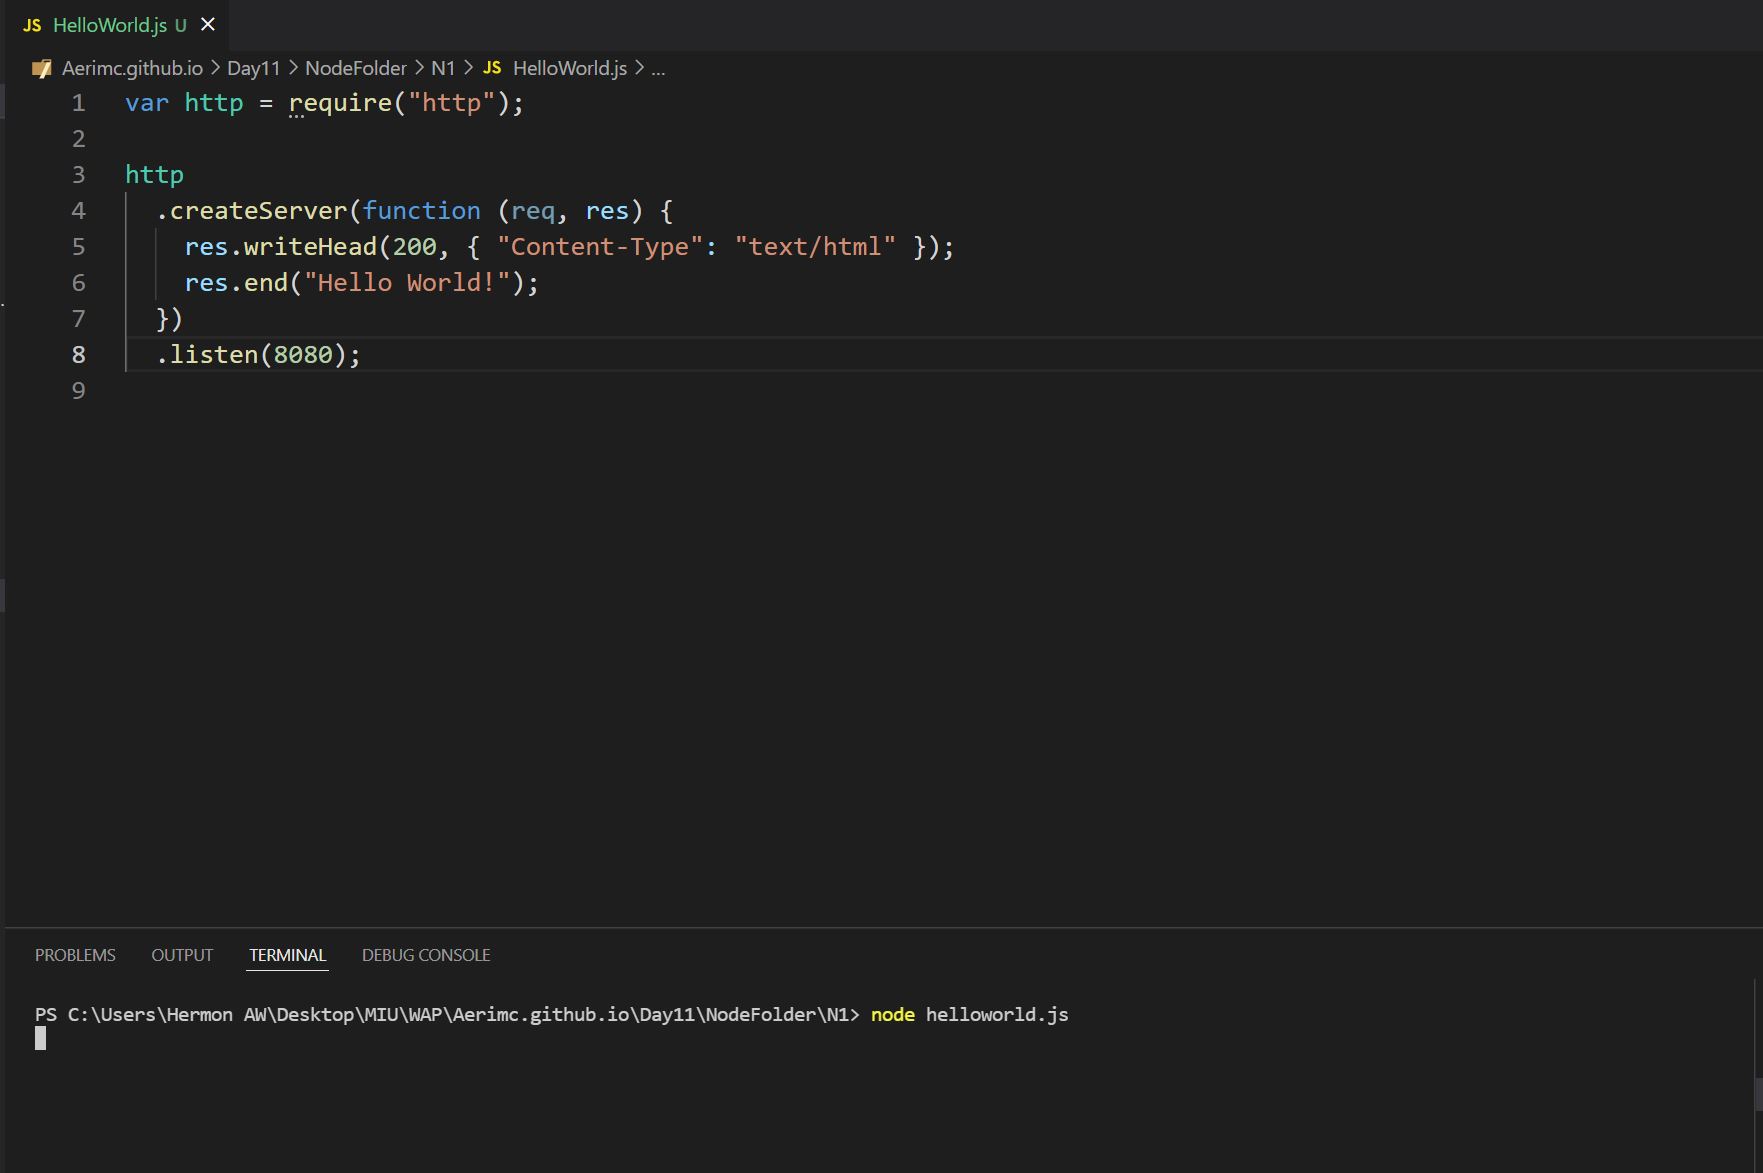 JS HelloWorld.js U ×
Aerimc.github.io > Day11 > NodeFolder > N1 > JS HelloWorld.js > ...
1 var http = require("http");
2
3 http
4   .createServer(function (req, res) {
5     res.writeHead(200, { "Content-Type": "text/html" });
6     res.end("Hello World!");
7   })
8   .listen(8080);
9
PROBLEMS OUTPUT TERMINAL DEBUG CONSOLE
PS C:\Users\Hermon AW\Desktop\MIU\WAP\Aerimc.github.io\Day11\NodeFolder\N1> node helloworld.js